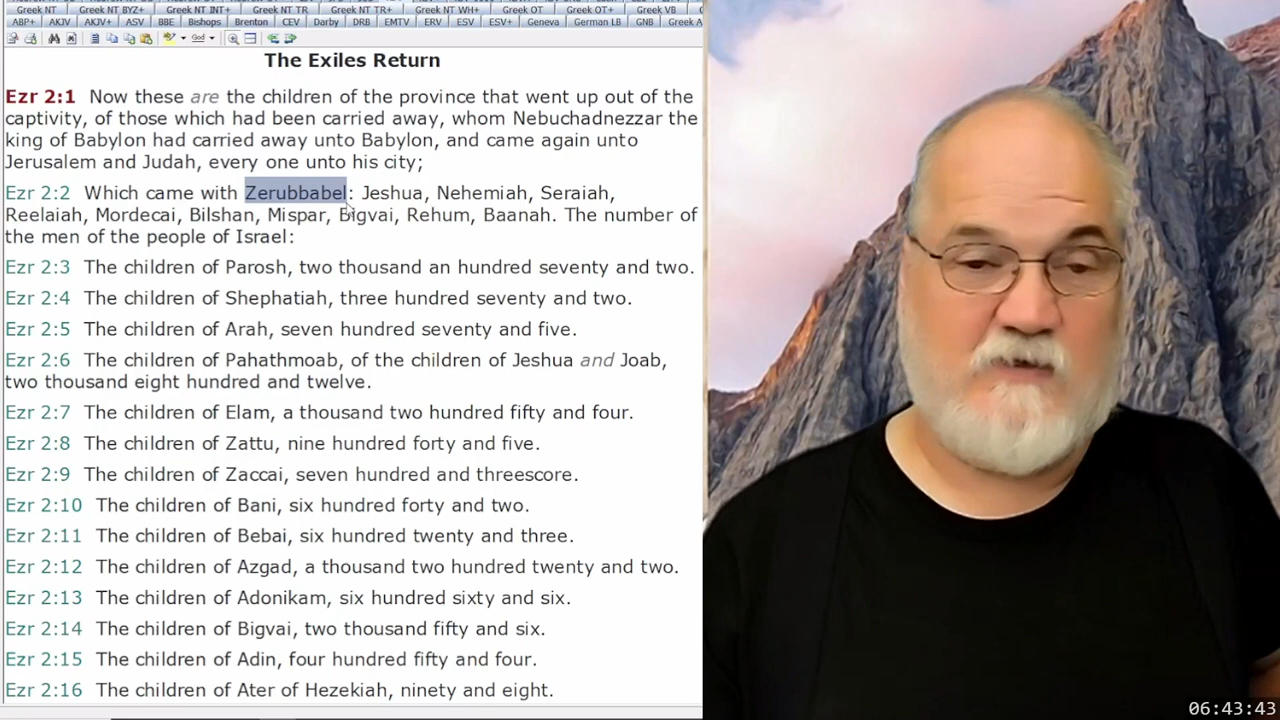 Greek NT
Greek NT BYZ+
Greek NT INT+
Greek NT TR
Greek NT TR+
Greek NT WH+
Greek OT
Greek OT+
Greek VB
ABP+
AKJV
AKJV+
ASV
BBE
Bishops
Brenton
CEV
Darby
DRB
EMTV
ERV
ESV
ESV+
Geneva
German LB
GNB
The Exiles Return
Ezr 2:1 Now these are the children of the province that went up out of the
captivity, of those which had been carried away, whom Nebuchadnezzar the
king of Babylon had carried away unto Babylon, and came again unto
Jerusalem and Judah, every one unto his city;
Ezr 2:2 Which came with Zerubbabel: Jeshua, Nehemiah, Seraiah,
Reelaiah, Mordecai, Bilshan, Mispar, Bigvai, Rehum, Baanah. The number of
the men of the people of Israel:
Ezr 2:3 The children of Parosh, two thousand an hundred seventy and two.
Ezr 2:4 The children of Shephatiah, three hundred seventy and two.
Ezr 2:5 The children of Arah, seven hundred seventy and five.
Ezr 2:6 The children of Pahathmoab, of the children of Jeshua and Joab,
two thousand eight hundred and twelve.
Ezr 2:7 The children of Elam, a thousand two hundred fifty and four.
Ezr 2:8 The children of Zattu, nine hundred forty and five.
Ezr 2:9 The children of Zaccai, seven hundred and threescore.
Ezr 2:10 The children of Bani, six hundred forty and two.
Ezr 2:11 The children of Bebai, six hundred twenty and three.
Ezr 2:12 The children of Azgad, a thousand two hundred twenty and two.
Ezr 2:13 The children of Adonikam, six hundred sixty and six.
Ezr 2:14 The children of Bigvai, two thousand fifty and six.
Ezr 2:15 The children of Adin, four hundred fifty and four.
Ezr 2:16 The children of Ater of Hezekiah, ninety and eight.
06:43:43